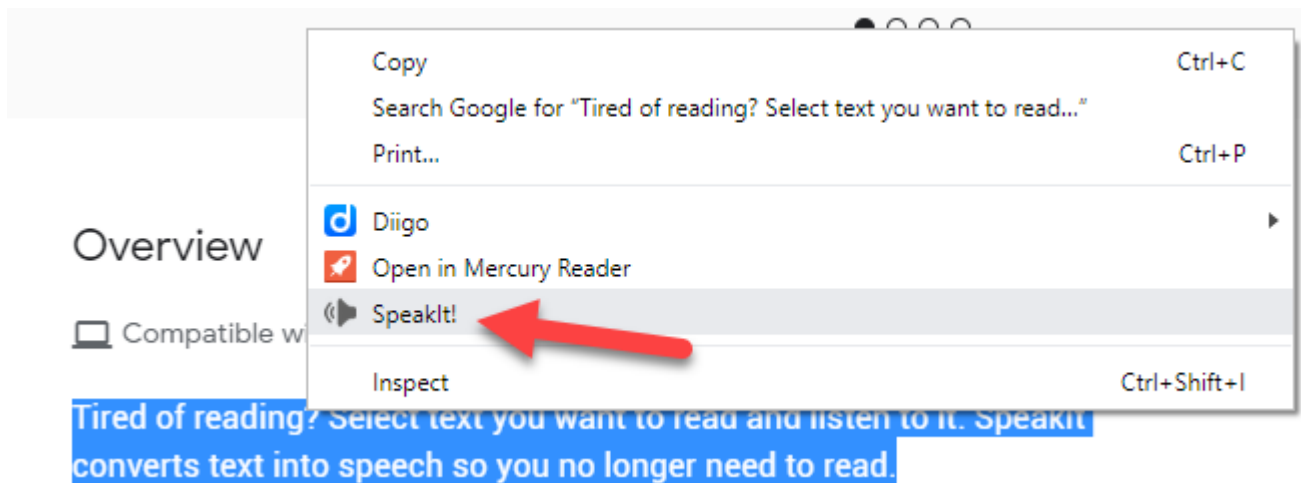 Copy Ctrl+C
Search Google for “Tired of reading? Select text you want to read...”
Print... Ctrl+P
Diigo
Overview
Open in Mercury Reader
SpeakIt!
Compatible wi
Inspect Ctrl+Shift+I
Tired of reading? Select text you want to read and listen to it. SpeakIt
converts text into speech so you no longer need to read.